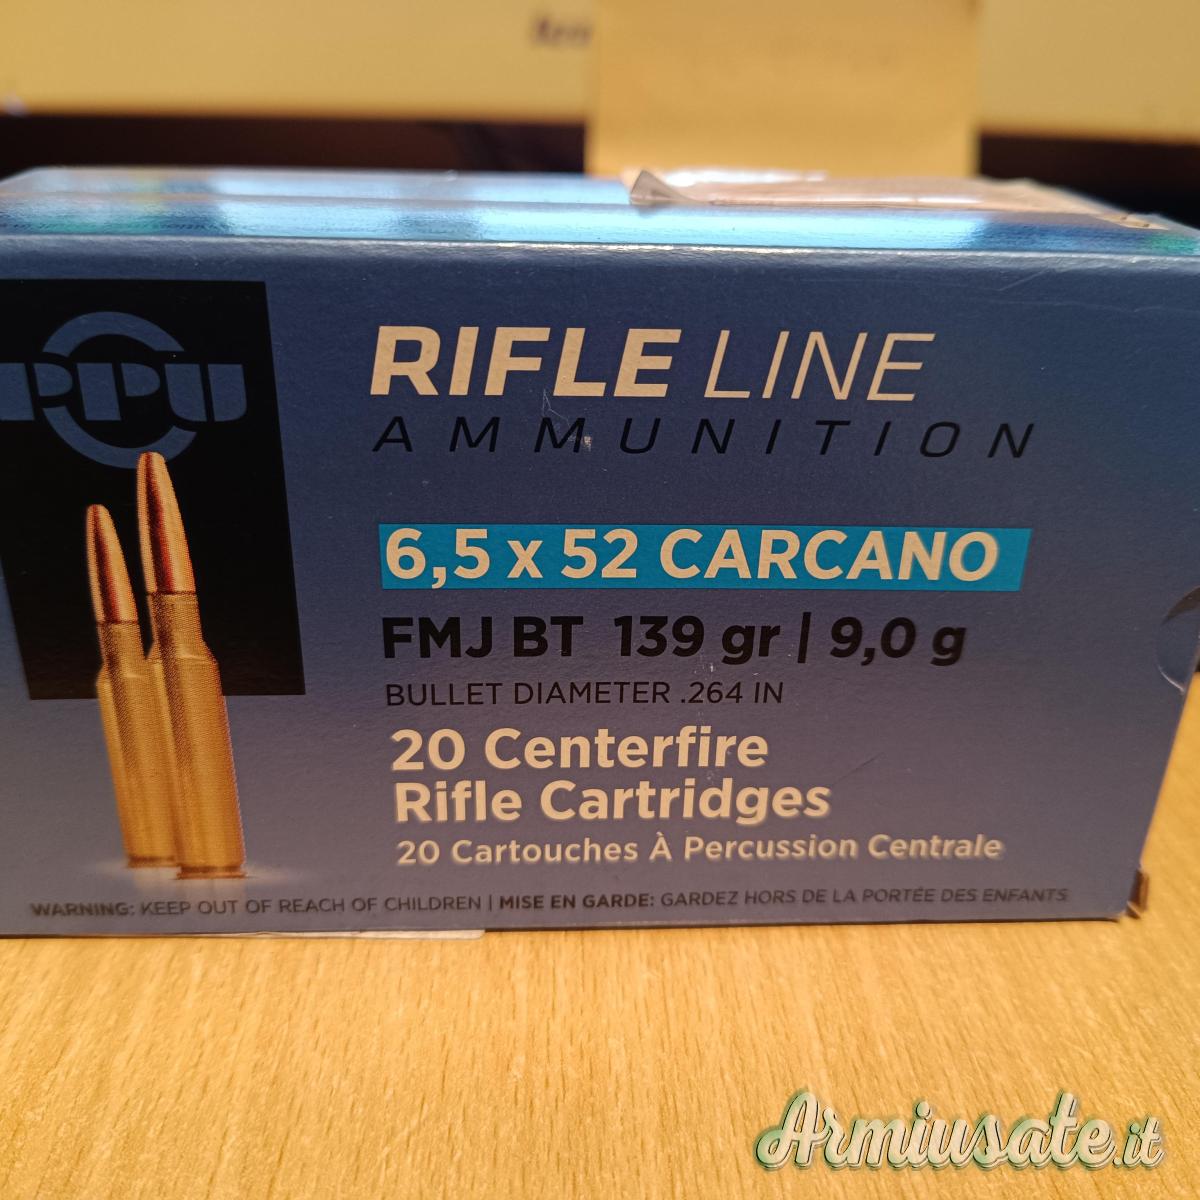 PPU
RIFLE LINE
AMMUNITION
6,5 x 52 CARCANO
FMJ BT 139 gr | 9,0 g
BULLET DIAMETER .264 IN
20 Centerfire
Rifle Cartridges
20 Cartouches À Percussion Centrale
WARNING: KEEP OUT OF REACH OF CHILDREN | MISE EN GARDE: GARDEZ HORS DE LA PORTÉE DES ENFANTS
Armiusate.it